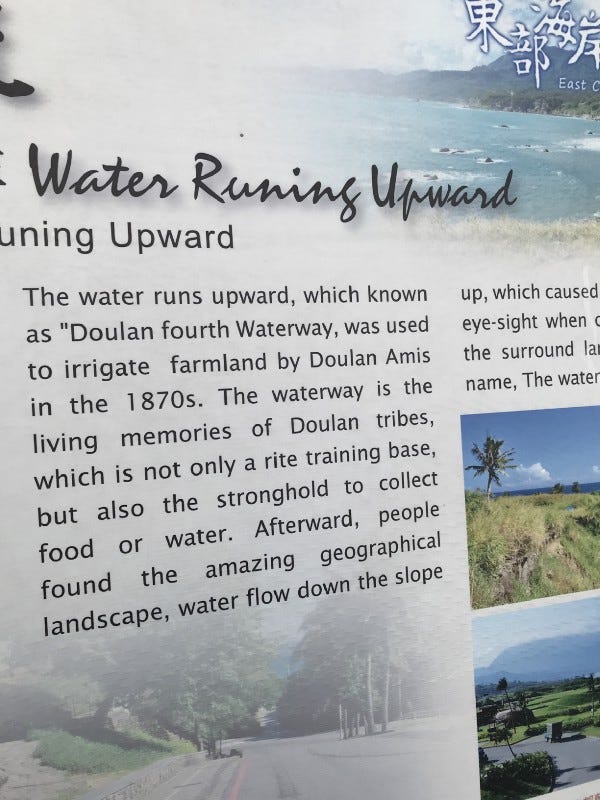 東部海岸
East C
Water Runing Upward
uning Upward
The water runs upward, which known
as "Doulan fourth Waterway, was used
to irrigate farmland by Doulan Amis
in the 1870s. The waterway is the
living memories of Doulan tribes,
which is not only a rite training base,
but also the stronghold to collect
food or water. Afterward, people
found the amazing geographical
landscape, water flow down the slope
up, which caused
eye-sight when
the surround
name, The water